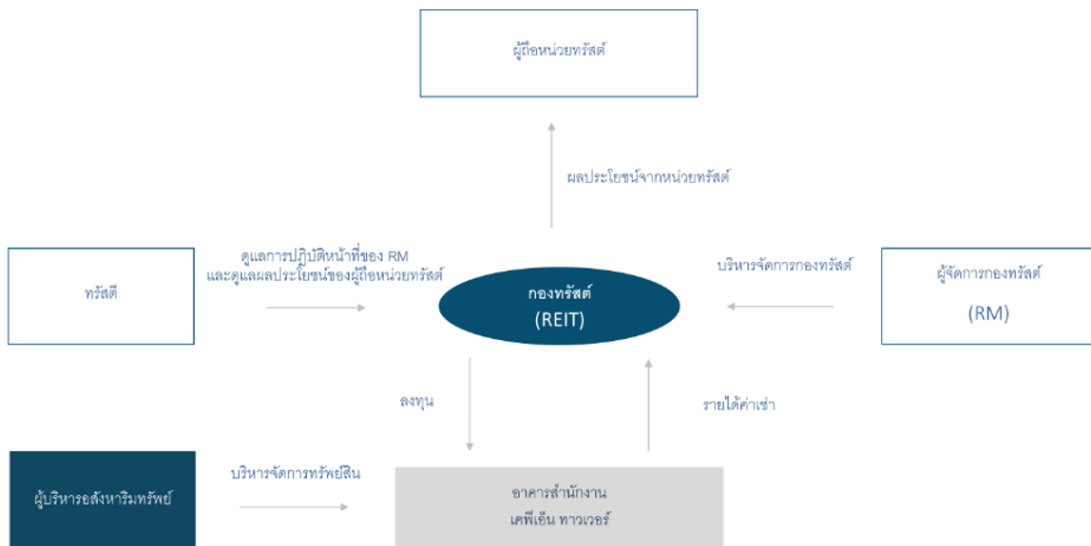 ผู้ถือหน่วยทรัสต์
ผลประโยชน์จากหน่วยทรัสต์
ดูแลการปฏิบัติหน้าที่ของ RM
และดูแลผลประโยชน์ของผู้ถือหน่วยทรัสต์
บริหารจัดการกองทรัสต์
ทรัสตี
กองทรัสต์
(REIT)
ผู้จัดการกองทรัสต์
(RM)
ลงทุน
รายได้ค่าเช่า
ผู้บริหารอสังหาริมทรัพย์
บริหารจัดการทรัพย์สิน
อาคารสำนักงาน
เคพีเอ็น ทาวเวอร์